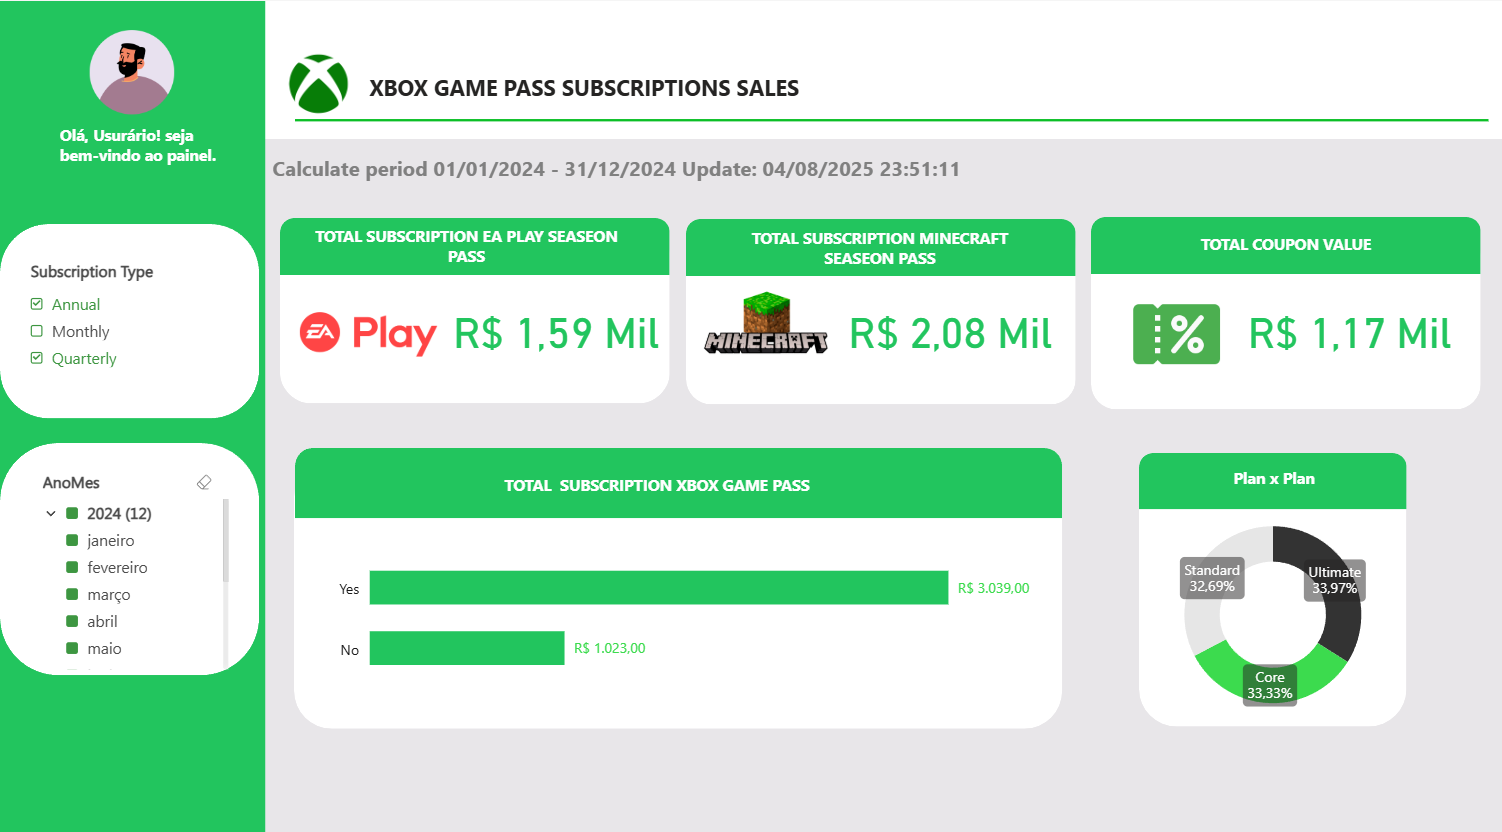 Olá, Usurário! seja
bem-vindo ao painel.
Subscription Type
Annual
Monthly
Quarterly
AnoMes
2024 (12)
janeiro
fevereiro
março
abril
maio
XBOX GAME PASS SUBSCRIPTIONS SALES
Calculate period 01/01/2024 - 31/12/2024 Update: 04/08/2025 23:51:11
TOTAL SUBSCRIPTION EA PLAY SEASEON
PASS
EA Play R$ 1,59 Mil
TOTAL SUBSCRIPTION MINECRAFT
SEASEON PASS
MINECRAFT R$ 2,08 Mil
TOTAL COUPON VALUE
% R$ 1,17 Mil
TOTAL  SUBSCRIPTION XBOX GAME PASS
Yes R$ 3.039,00
No R$ 1.023,00
Plan x Plan
Standard
32,69%
Ultimate
33,97%
Core
33,33%